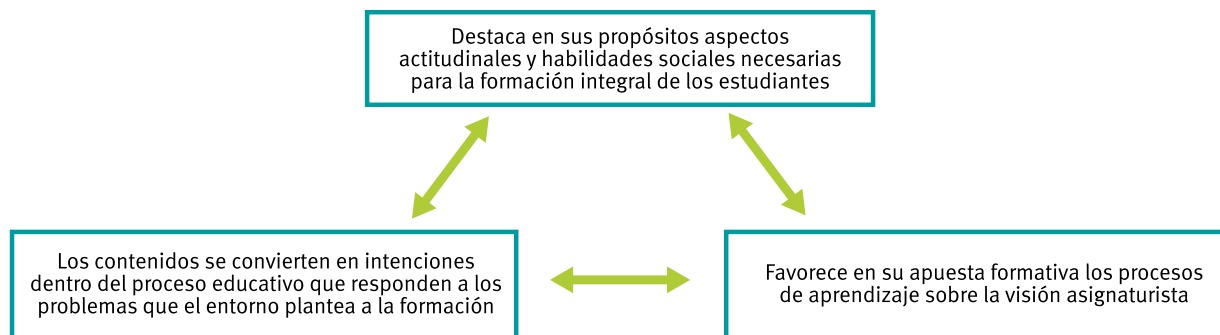 Destaca en sus propósitos aspectos
actitudinales y habilidades sociales necesarias
para la formación integral de los estudiantes
Los contenidos se convierten en intenciones
dentro del proceso educativo que responden a los
problemas que el entorno plantea a la formación
Favorece en su apuesta formativa los procesos
de aprendizaje sobre la visión asignaturista